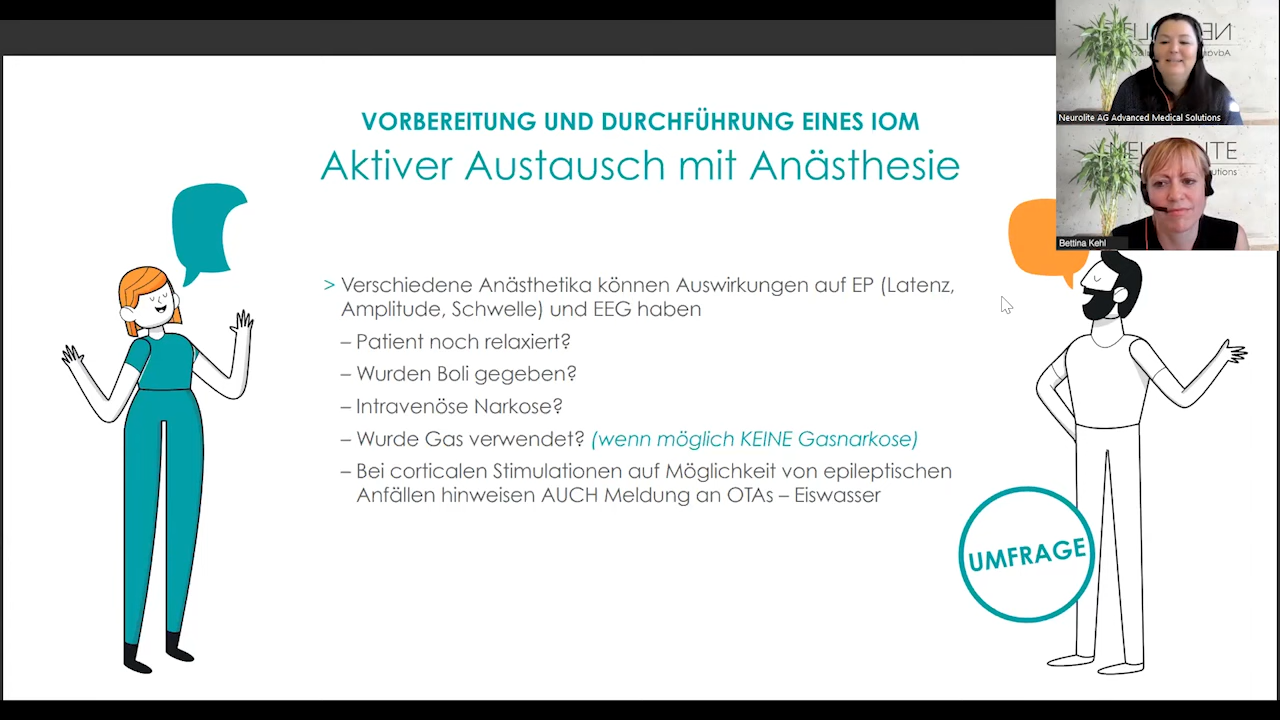 VORBEREITUNG UND DURCHFÜHRUNG EINES IOM
Aktiver Austausch mit Anästhesie
> Verschiedene Anästhetika können Auswirkungen auf EP (Latenz,
Amplitude, Schwelle) und EEG haben
– Patient noch relaxiert?
– Wurden Boli gegeben?
– Intravenöse Narkose?
– Wurde Gas verwendet? (wenn möglich KEINE Gasnarkose)
– Bei corticalen Stimulationen auf Möglichkeit von epileptischen
Anfällen hinweisen AUCH Meldung an OTAs – Eiswasser
UMFRAGE
Neurolite AG Advanced Medical Solutions
Bettina Kehl